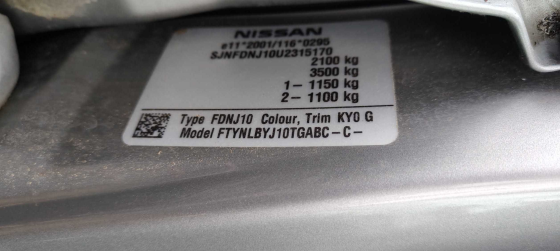 NISSAN
e11*2001/116*0295
SJNFDNJ10U2315170
2100 kg
3500 kg
1- 1150 kg
2- 1100 kg
Type FDNJ10 Colour, Trim KY0 G
Model FTYNLBYJ10TGABC-C-